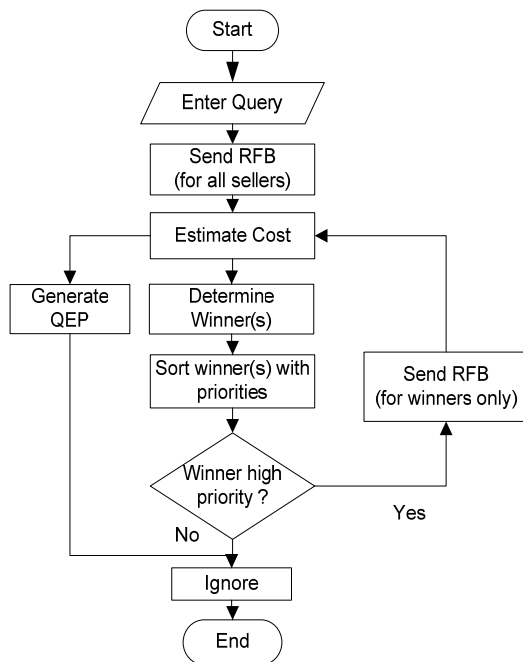 Start
Enter Query
Send RFB
(for all sellers)
Estimate Cost
Generate
QEP
Determine
Winner(s)
Sort winner(s) with
priorities
Send RFB
(for winners only)
Winner high
priority ?
Yes
No
Ignore
End